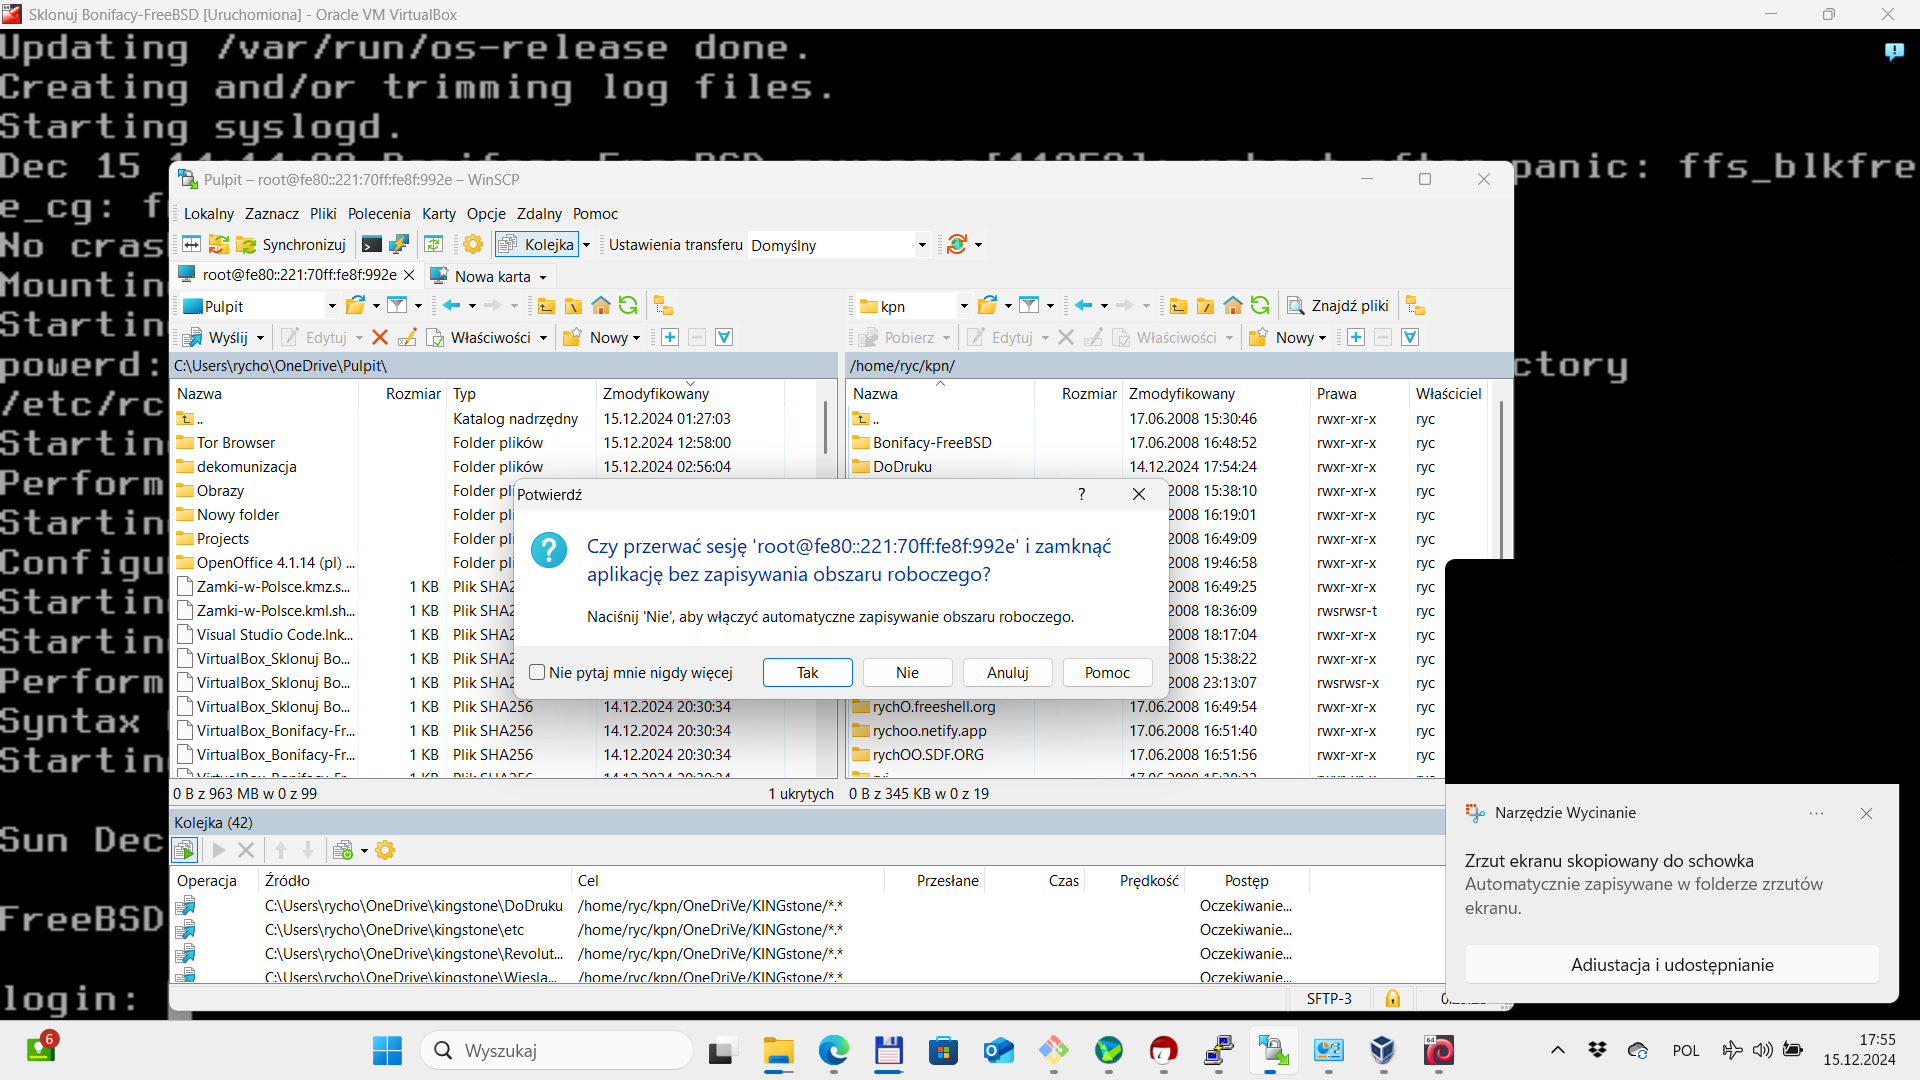 Sklonuj Bonifacy-FreeBSD [Uruchomiona] - Oracle VM VirtualBox
Updating /var/run/os-release done.
Creating and/or trimming log files.
Starting syslogd.
Dec 15
panic: ffs_blkfre
e_cg: f
No cras
Mountin
Startin
powerd:
ctory
/etc/rc
Startin
Perform
Startin
Configu
Startin
Startin
Perform
Syntax
Startin
Sun Dec
FreeBSD
login:
Pulpit – root@fe80::221:70ff:fe8f:992e – WinSCP
Lokalny Zaznacz Pliki Polecenia Karty Opcje Zdalny Pomoc
Synchronizuj Kolejka Ustawienia transferu Domyślny
root@fe80::221:70ff:fe8f:992e Nowa karta
Pulpit
Wyślij Edytuj Właściwości Nowy
C:\Users\rycho\OneDrive\Pulpit\
Nazwa Rozmiar Typ Zmodyfikowany
.. Katalog nadrzędny 15.12.2024 01:27:03
Tor Browser Folder plików 15.12.2024 12:58:00
dekomunizacja Folder plików 15.12.2024 02:56:04
Obrazy Folder pli
Nowy folder Folder pli
Projects Folder pli
OpenOffice 4.1.14 (pl) ... Folder pli
Zamki-w-Polsce.kmz.s... 1 KB Plik SHA2
Zamki-w-Polsce.kml.sh... 1 KB Plik SHA2
Visual Studio Code.lnk... 1 KB Plik SHA2
VirtualBox_Sklonuj Bo... 1 KB Plik SHA2
VirtualBox_Sklonuj Bo... 1 KB Plik SHA2
VirtualBox_Sklonuj Bo... 1 KB Plik SHA256 14.12.2024 20:30:34
VirtualBox_Bonifacy-Fr... 1 KB Plik SHA256 14.12.2024 20:30:34
VirtualBox_Bonifacy-Fr... 1 KB Plik SHA256 14.12.2024 20:30:34
0 B z 963 MB w 0 z 99 1 ukrytych
kpn Znajdź pliki
Pobierz Edytuj Właściwości Nowy
/home/ryc/kpn/
Nazwa Rozmiar Zmodyfikowany Prawa Właściciel
.. 17.06.2008 15:30:46 rwxr-xr-x ryc
Bonifacy-FreeBSD 17.06.2008 16:48:52 rwxr-xr-x ryc
DoDruku 14.12.2024 17:54:24 rwxr-xr-x ryc
2008 15:38:10 rwxr-xr-x ryc
2008 16:19:01 rwxr-xr-x ryc
2008 16:49:09 rwxr-xr-x ryc
2008 19:46:58 rwxr-xr-x ryc
2008 16:49:25 rwxr-xr-x ryc
2008 18:36:09 rwsrwsr-t ryc
2008 18:17:04 rwxr-xr-x ryc
2008 15:38:22 rwxr-xr-x ryc
2008 23:13:07 rwsrwsr-x ryc
rychO.freeshell.org 17.06.2008 16:49:54 rwxr-xr-x ryc
rychoo.netify.app 17.06.2008 16:51:40 rwxr-xr-x ryc
rychOO.SDF.ORG 17.06.2008 16:51:56 rwxr-xr-x ryc
0 B z 345 KB w 0 z 19
Potwierdź ?
Czy przerwać sesję 'root@fe80::221:70ff:fe8f:992e' i zamknąć
aplikację bez zapisywania obszaru roboczego?
Naciśnij 'Nie', aby włączyć automatyczne zapisywanie obszaru roboczego.
Nie pytaj mnie nigdy więcej Tak Nie Anuluj Pomoc
Kolejka (42)
Operacja Źródło Cel Przesłane Czas Prędkość Postęp
C:\Users\rycho\OneDrive\kingstone\DoDruku /home/ryc/kpn/OneDriVe/KINGstone/*.* Oczekiwanie...
C:\Users\rycho\OneDrive\kingstone\etc /home/ryc/kpn/OneDriVe/KINGstone/*.* Oczekiwanie...
C:\Users\rycho\OneDrive\kingstone\Revolut... /home/ryc/kpn/OneDriVe/KINGstone/*.* Oczekiwanie...
C:\Users\rycho\OneDrive\kingstone\Wiesla... /home/ryc/kpn/OneDriVe/KINGstone/*.* Oczekiwanie...
SFTP-3
Narzędzie Wycinanie
Zrzut ekranu skopiowany do schowka
Automatycznie zapisywane w folderze zrzutów
ekranu.
Adiustacja i udostępnianie
6
Wyszukaj
POL
17:55
15.12.2024